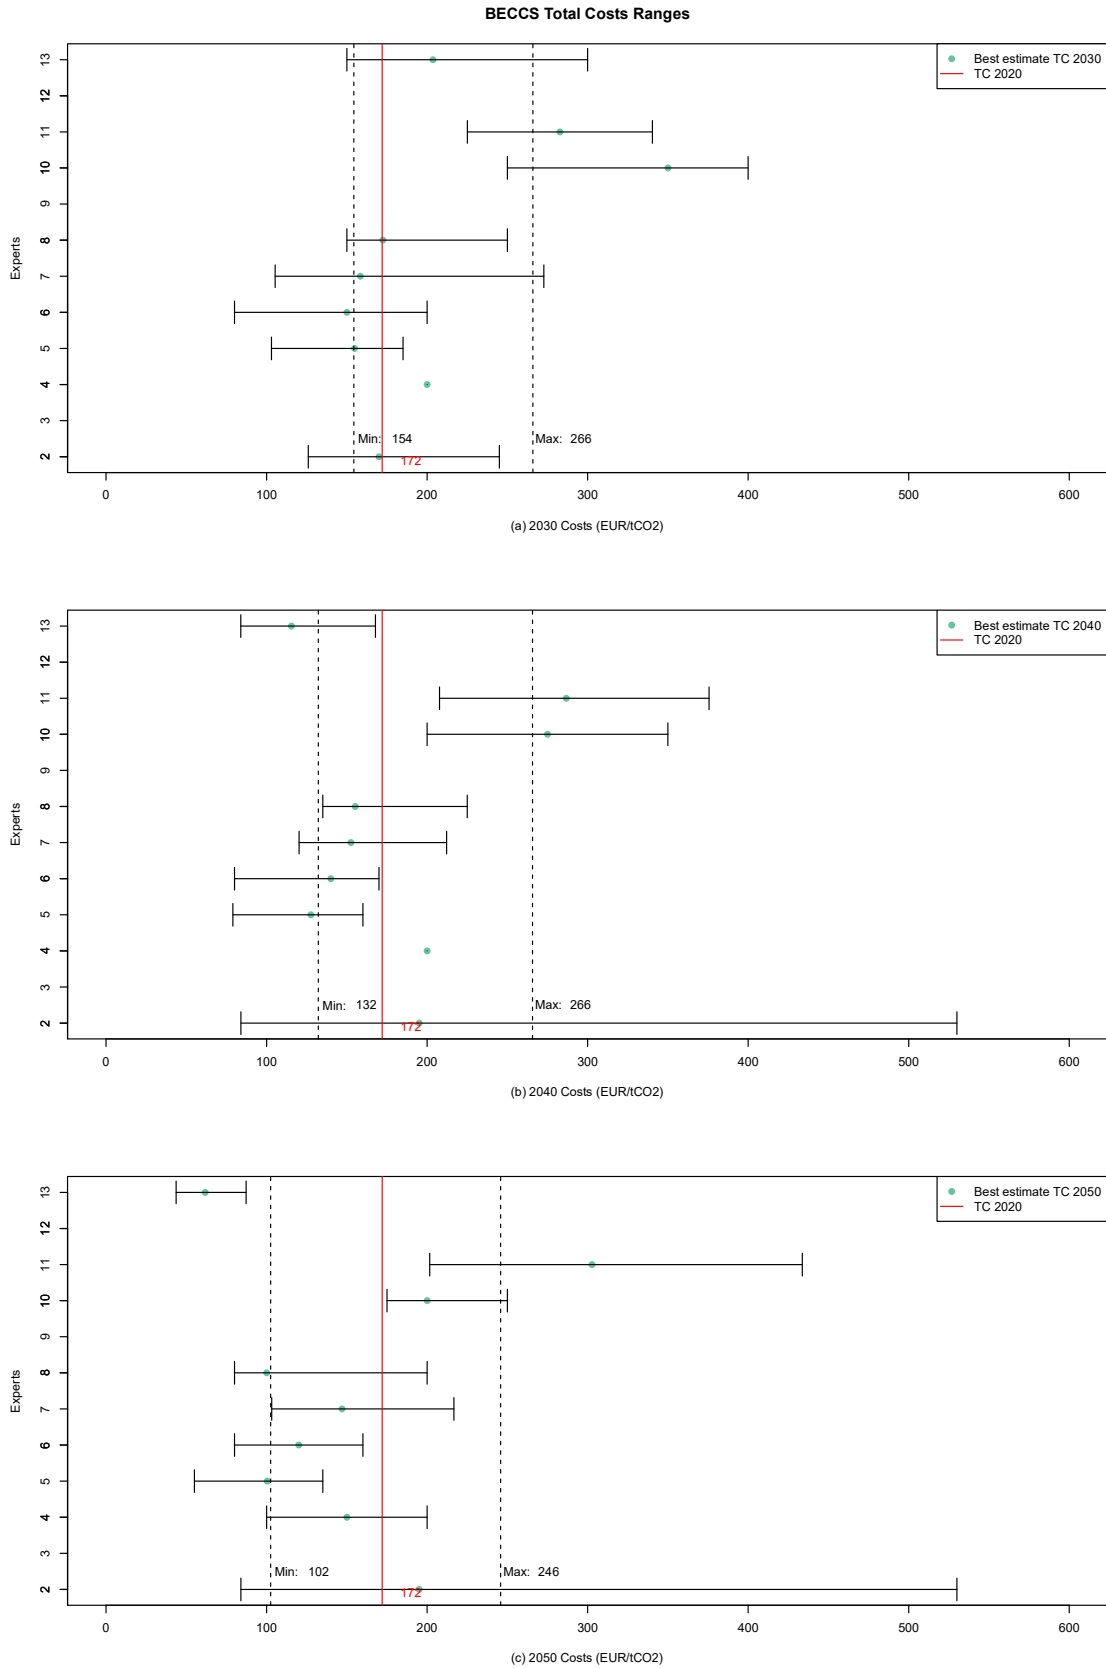 BECCS Total Costs Ranges
Best estimate TC 2030
TC 2020
Experts
13
12
11
10
9
8
7
6
5
4
3
2
Min: 154
Max: 266
172
0 100 200 300 400 500 600
(a) 2030 Costs (EUR/tCO2)
Best estimate TC 2040
TC 2020
Experts
13
12
11
10
9
8
7
6
5
4
3
2
Min: 132
Max: 266
172
0 100 200 300 400 500 600
(b) 2040 Costs (EUR/tCO2)
Best estimate TC 2050
TC 2020
Experts
13
12
11
10
9
8
7
6
5
4
3
2
Min: 102
Max: 246
172
0 100 200 300 400 500 600
(c) 2050 Costs (EUR/tCO2)